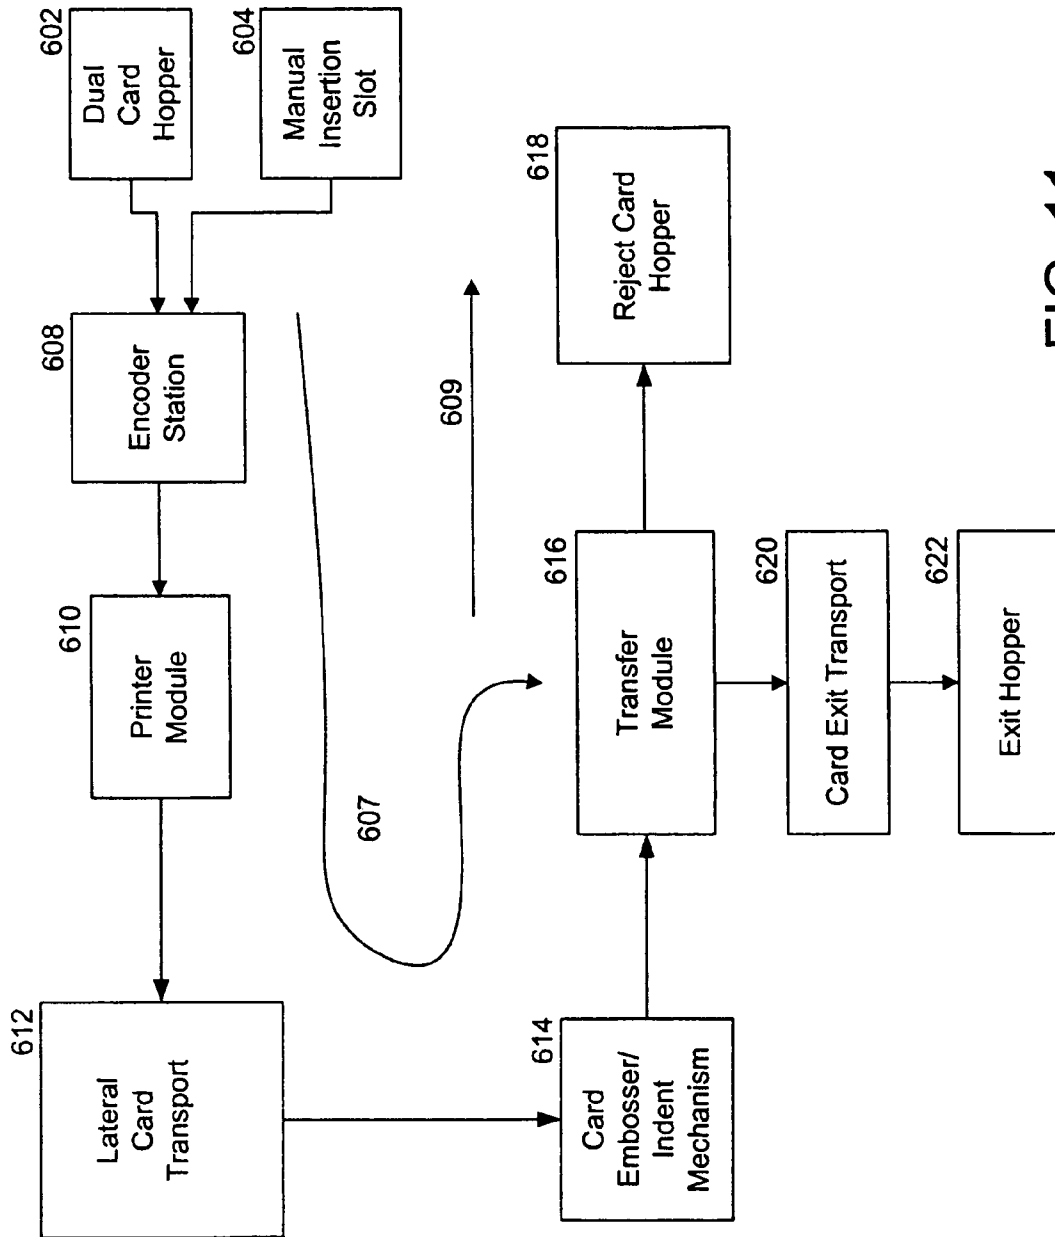 602
Dual
Card
Hopper
604
Manual
Insertion
Slot
608
Encoder
Station
610
Printer
Module
612
Lateral
Card
Transport
607
609
614
Card
Embosser/
Indent
Mechanism
616
Transfer
Module
618
Reject Card
Hopper
620
Card Exit Transport
622
Exit Hopper
FIG. 11